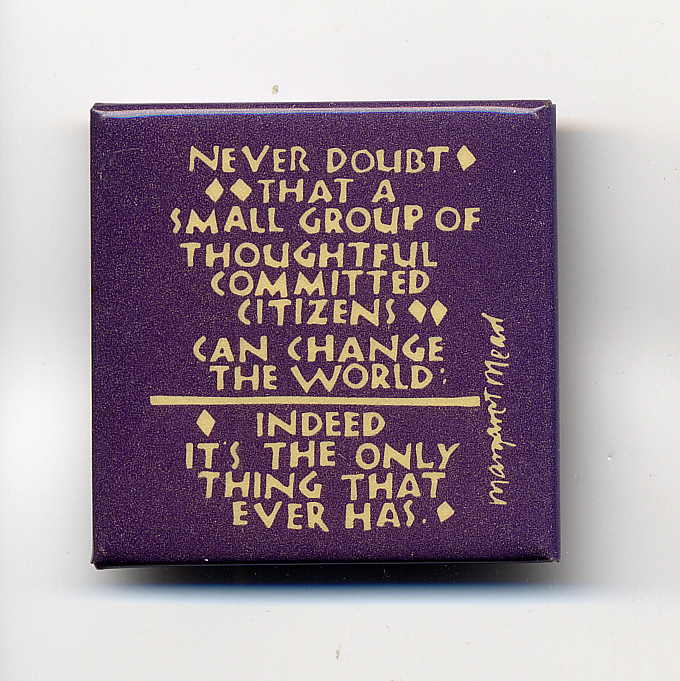 NEVER DOUBT
THAT A
SMALL GROUP OF
THOUGHTFUL
COMMITTED
CITIZENS
CAN CHANGE
THE WORLD:
INDEED
IT'S THE ONLY
THING THAT
EVER HAS.
Margaret Mead